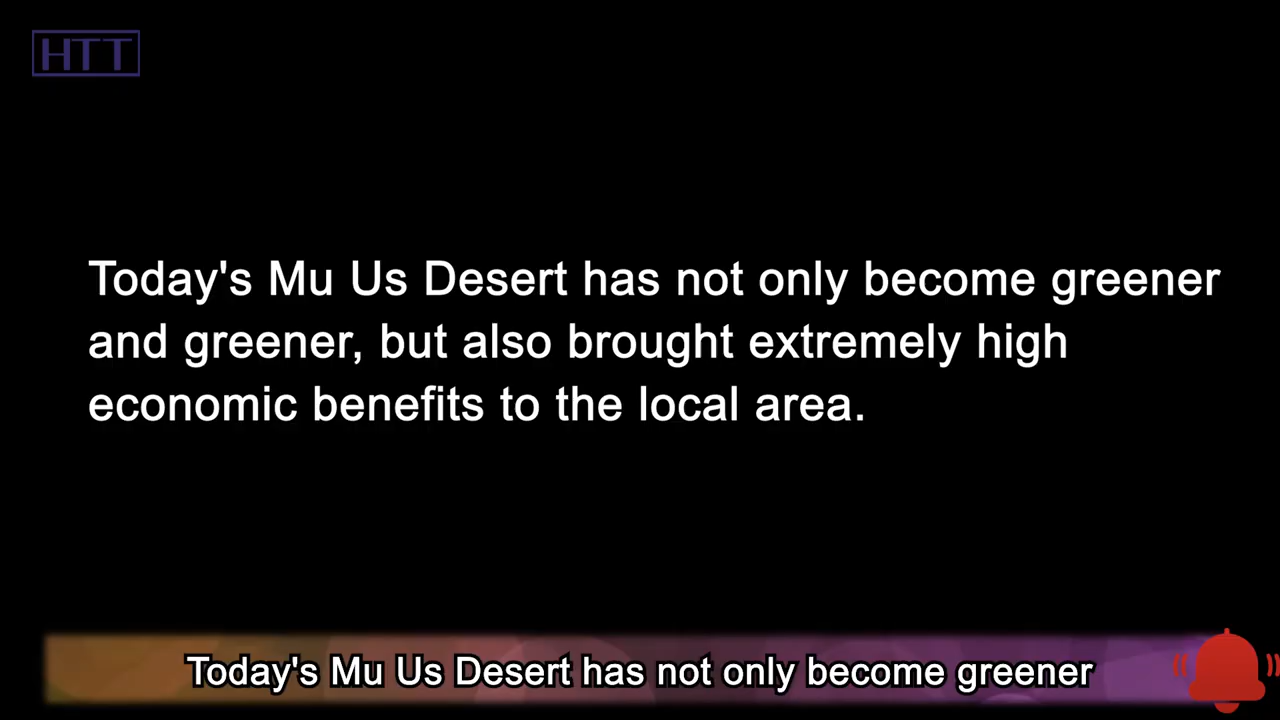 HTT
Today's Mu Us Desert has not only become greener
and greener, but also brought extremely high
economic benefits to the local area.
Today's Mu Us Desert has not only become greener